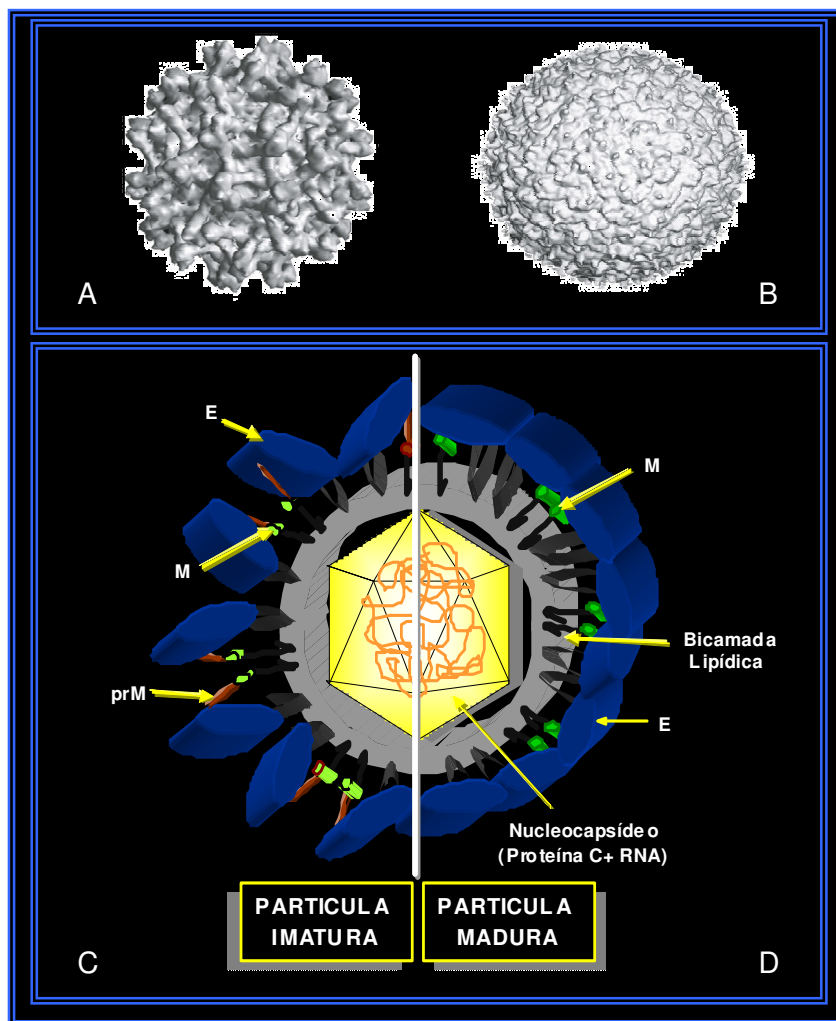 A
B
E
M
M
Bicamada
Lipídica
prM
E
Nucleocapsídeo
(Proteína C+ RNA)
PARTICULA
IMATURA
PARTICULA
MADURA
C
D